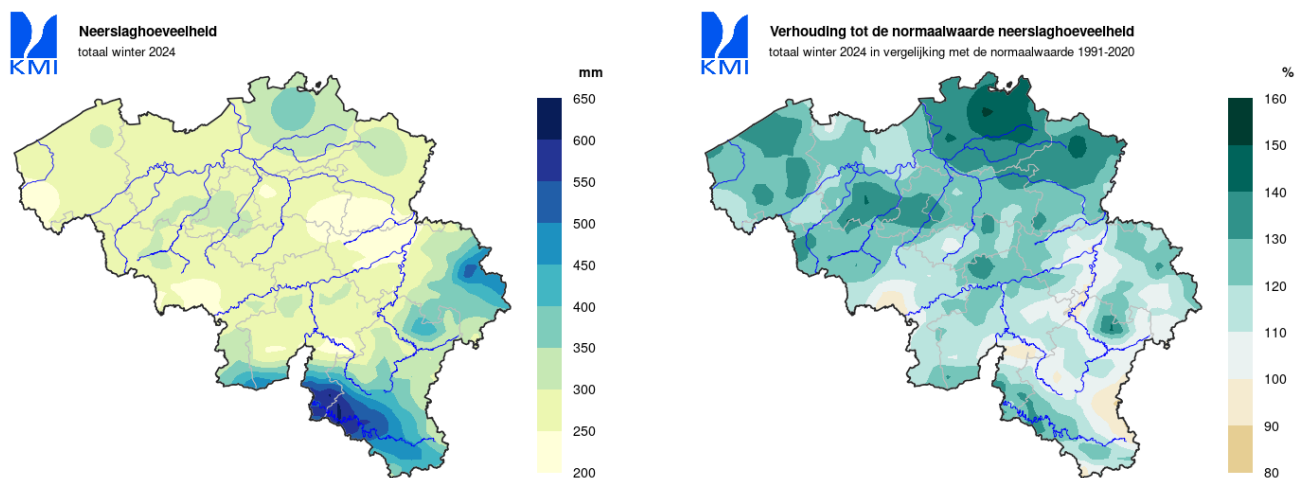 Neerslaghoeveelheid
totaal winter 2024
KMI
mm
650
600
550
500
450
400
350
300
250
200
Verhouding tot de normaalwaarde neerslaghoeveelheid
totaal winter 2024 in vergelijking met de normaalwaarde 1991-2020
KMI
%
160
150
140
130
120
110
100
90
80